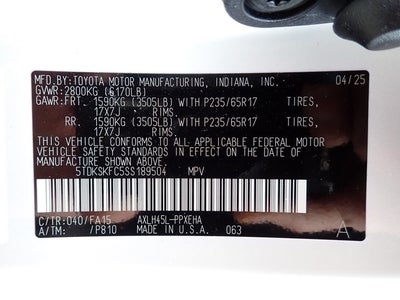 MFD.BY:TOYOTA MOTOR MANUFACTURING, INDIANA, INC. 04/25
GVWR:2800KG (6170LB)
GAWR:FRT. 1590KG (3505LB) WITH P235/65R17 TIRES,
17X7J RIMS.
RR. 1590KG (3505LB) WITH P235/65R17 TIRES,
17X7J RIMS.
THIS VEHICLE CONFORMS TO ALL APPLICABLE FEDERAL MOTOR
VEHICLE SAFETY STANDARDS IN EFFECT ON THE DATE OF
MANUFACTURE SHOWN ABOVE.
5TDKSKFC5SS189504 MPV
C/TR:040/FA15 AXLH45L-PPXEHA
A/TM: /P810 MADE IN U.S.A. 063 A